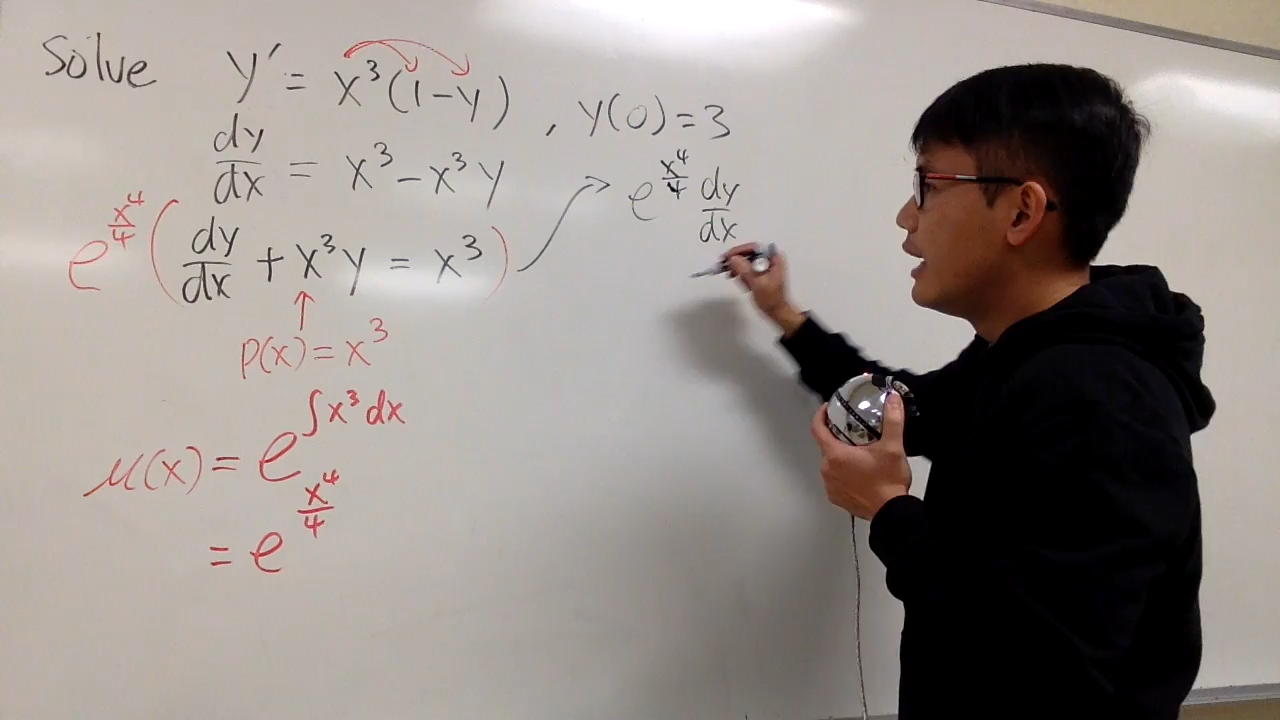 Solve y′ = x³(1−y) , y(0)=3
dy/dx = x³−x³y
e^(x⁴/4) ( dy/dx + x³y = x³ ) → e^(x⁴/4) dy/dx
↑
p(x) = x³
μ(x) = e^(∫x³dx)
= e^(x⁴/4)